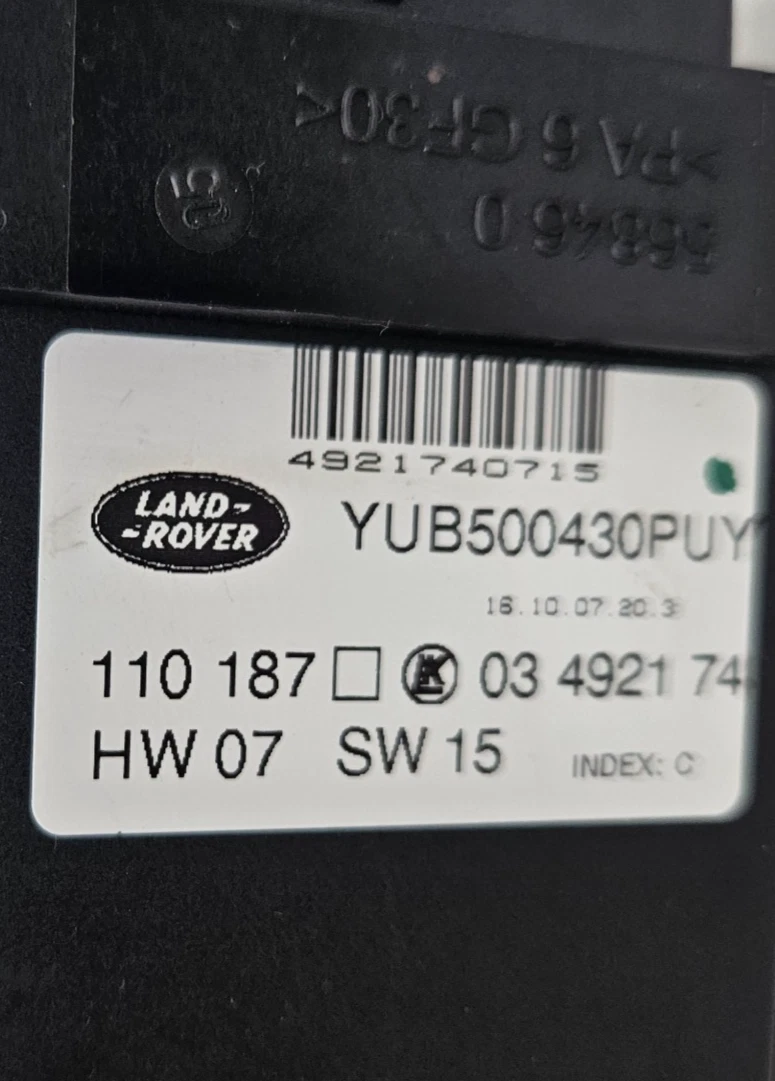 >PA 6 GF30<
56846 0
4921740715
LAND-
-ROVER
YUB500430PUY
16.10.07.20.3
110 187 03 4921 74
HW 07 SW 15 INDEX: C